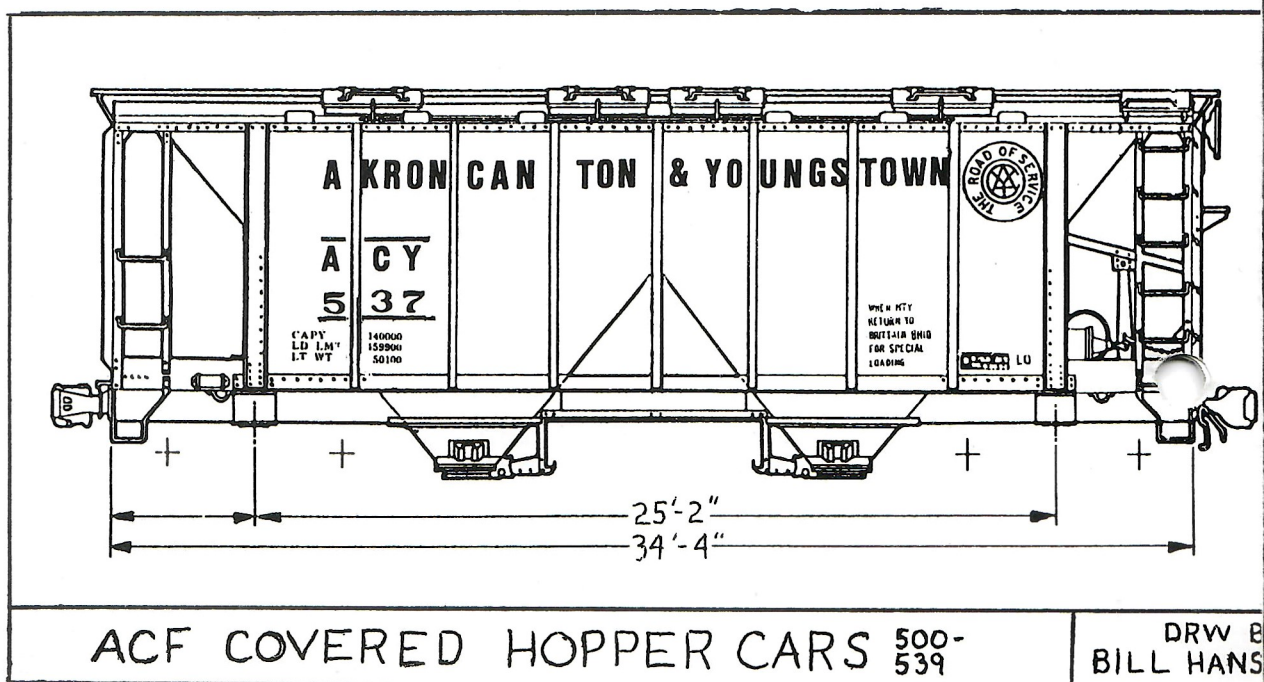 AKRON CANTON & YOUNGSTOWN
THE ROAD OF SERVICE
ACY
537
CAPY 140000
LD LMT 159900
LT WT 50100
WHEN MTY
RETURN TO
BRITTAIN OHIO
FOR SPECIAL
LOADING
LO
25'-2"
34'-4"
ACF COVERED HOPPER CARS 500-
539
DRW B
BILL HANS